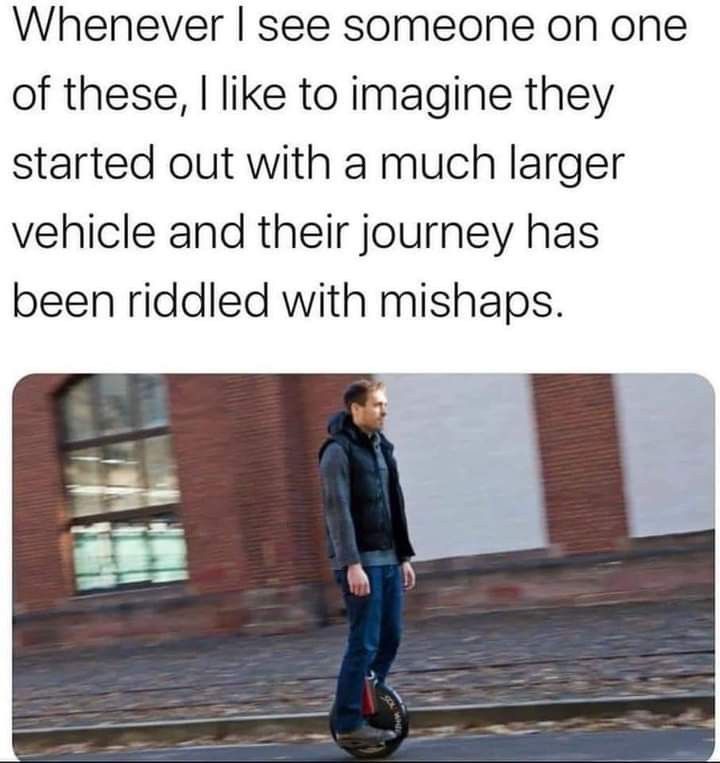 Whenever I see someone on one
of these, I like to imagine they
started out with a much larger
vehicle and their journey has
been riddled with mishaps.